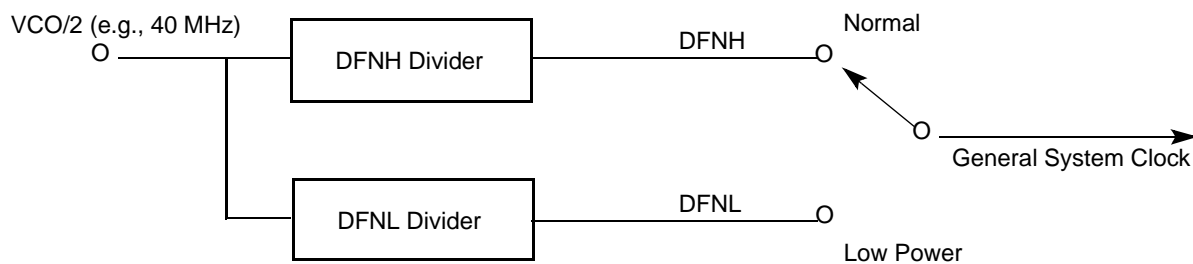 VCO/2 (e.g., 40 MHz)
Normal
DFNH Divider
DFNH
General System Clock
DFNL Divider
DFNL
Low Power